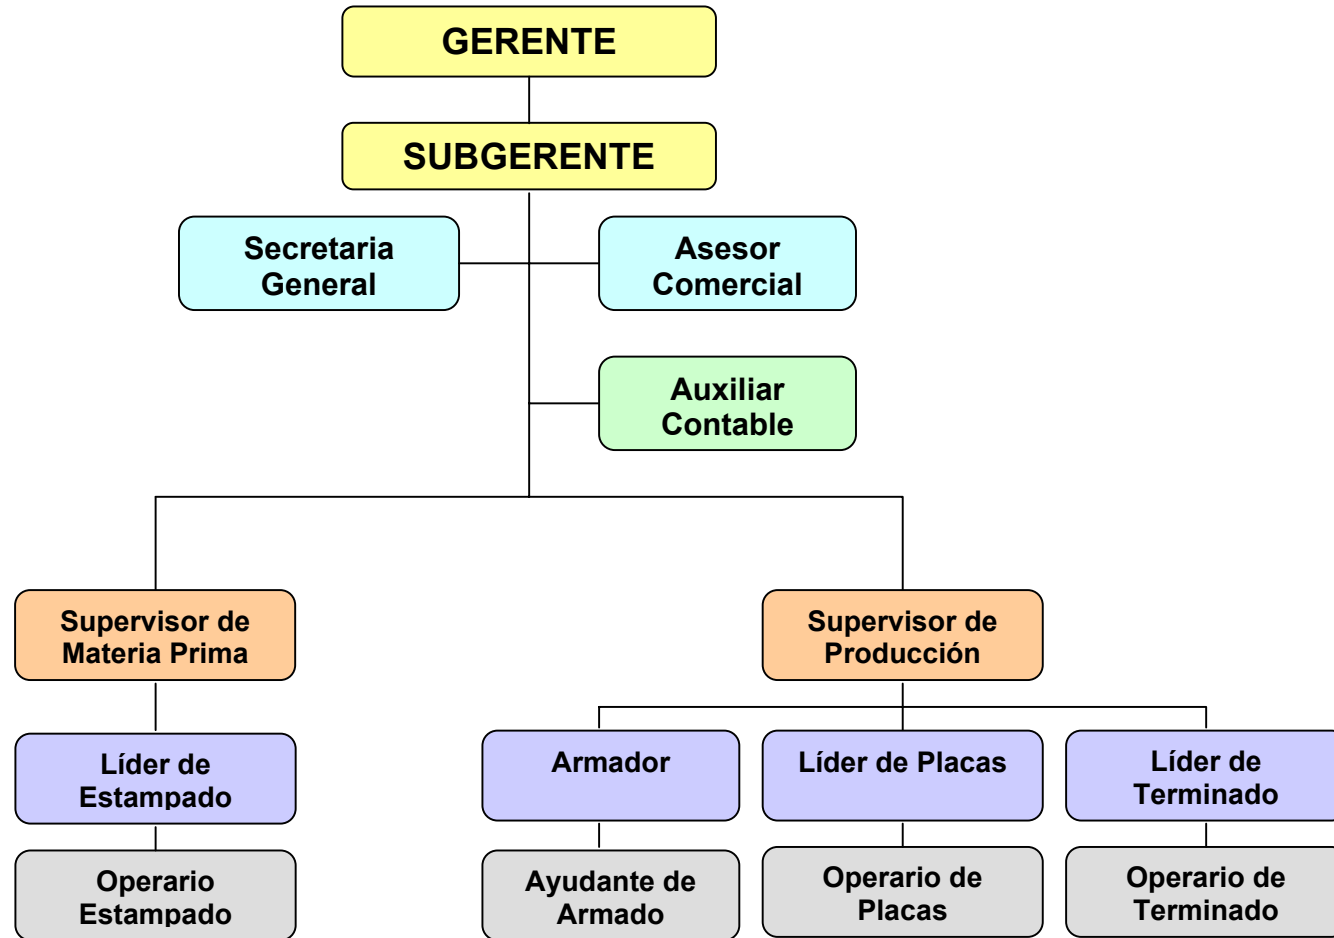 GERENTE
SUBGERENTE
Secretaria
General
Asesor
Comercial
Auxiliar
Contable
Supervisor de
Materia Prima
Supervisor de
Producción
Líder de
Estampado
Armador
Líder de Placas
Líder de
Terminado
Operario
Estampado
Ayudante de
Armado
Operario de
Placas
Operario de
Terminado